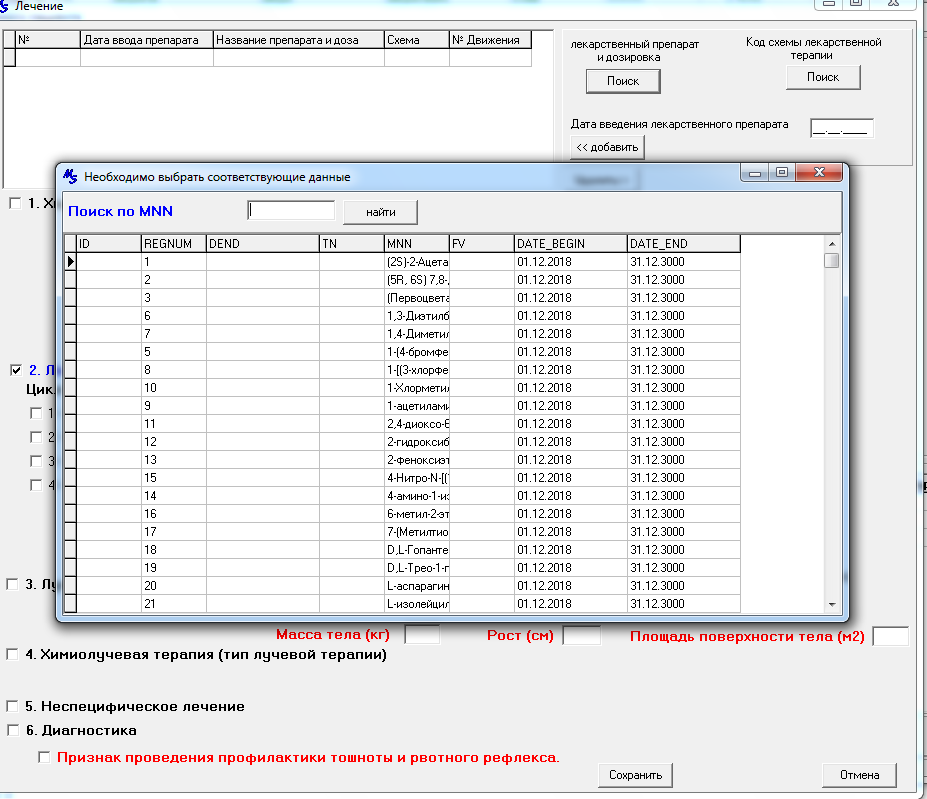 Лечение
№ Дата ввода препарата Название препарата и доза Схема № Движения
лекарственный препарат и дозировка
Поиск
Код схемы лекарственной терапии
Поиск
Дата введения лекарственного препарата __.__.____
<< добавить
Необходимо выбрать соответствующие данные
Поиск по MNN найти
ID REGNUM DEND TN MNN FV DATE_BEGIN DATE_END
1 (2S)-2-Ацета 01.12.2018 31.12.3000
2 (5R, 6S) 7,8- 01.12.2018 31.12.3000
3 (Первоцвета 01.12.2018 31.12.3000
6 1,3-Диэтилб 01.12.2018 31.12.3000
7 1,4-Диметил 01.12.2018 31.12.3000
5 1-(4-бромфе 01.12.2018 31.12.3000
8 1-[(3-хлорфе 01.12.2018 31.12.3000
10 1-Хлорметил 01.12.2018 31.12.3000
9 1-ацетилами 01.12.2018 31.12.3000
11 2,4-диоксо-6 01.12.2018 31.12.3000
12 2-гидроксиб 01.12.2018 31.12.3000
13 2-феноксиэт 01.12.2018 31.12.3000
15 4-Нитро-N-[( 01.12.2018 31.12.3000
14 4-амино-1-из 01.12.2018 31.12.3000
16 6-метил-2-эт 01.12.2018 31.12.3000
17 7-(Метилтио 01.12.2018 31.12.3000
18 D,L-Гопанте 01.12.2018 31.12.3000
19 D,L-Трео-1-г 01.12.2018 31.12.3000
20 L-аспарагин 01.12.2018 31.12.3000
21 L-изолейцил 01.12.2018 31.12.3000
1. Х
2. Л
Цикл
1
2
3
4
3. Лу
Масса тела (кг) Рост (см) Площадь поверхности тела (м2)
4. Химиолучевая терапия (тип лучевой терапии)
5. Неспецифическое лечение
6. Диагностика
Признак проведения профилактики тошноты и рвотного рефлекса.
Сохранить Отмена